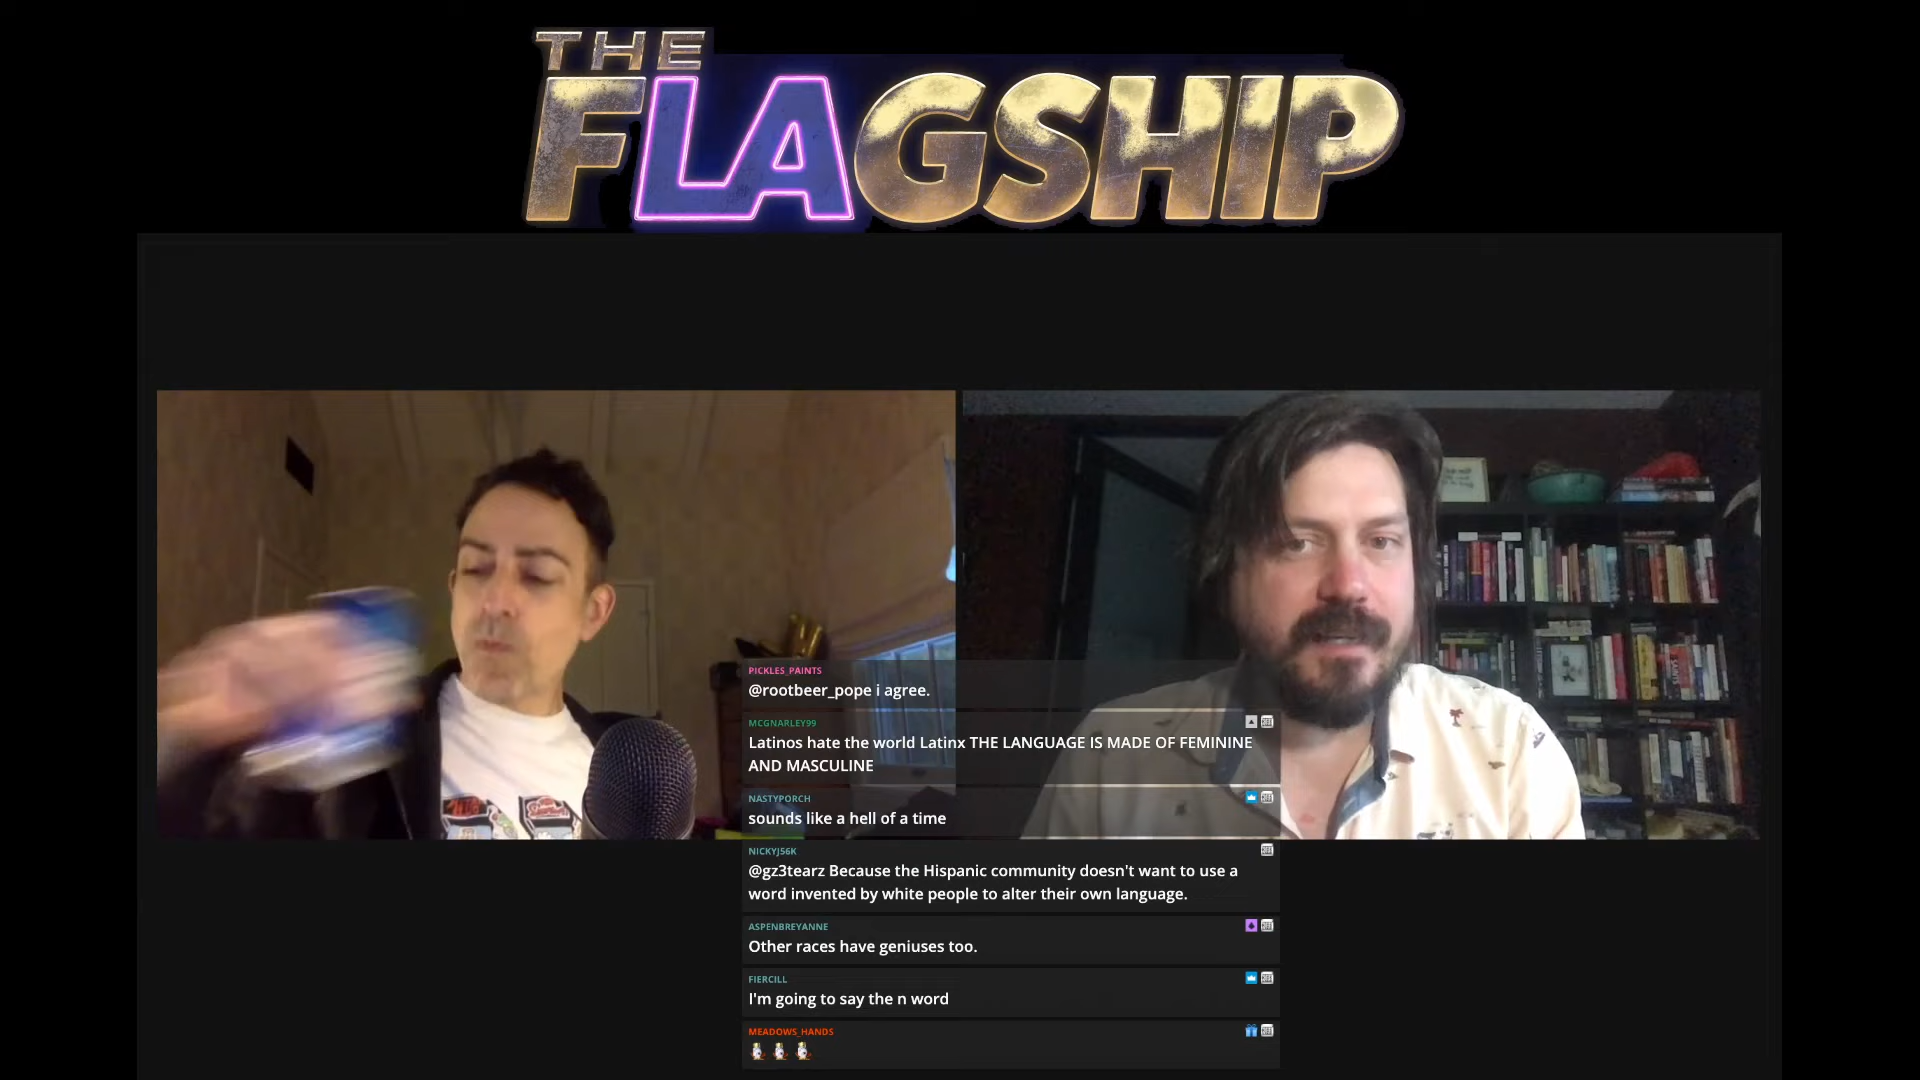 THE
FLAGSHIP
PICKLES_PAINTS
@rootbeer_pope i agree.
MCGNARLEY99
Latinos hate the world Latinx THE LANGUAGE IS MADE OF FEMININE
AND MASCULINE
NASTYPORCH
sounds like a hell of a time
NICKYJ56K
@gz3tearz Because the Hispanic community doesn't want to use a
word invented by white people to alter their own language.
ASPENBREYANNE
Other races have geniuses too.
FIERCILL
I'm going to say the n word
MEADOWS_HANDS